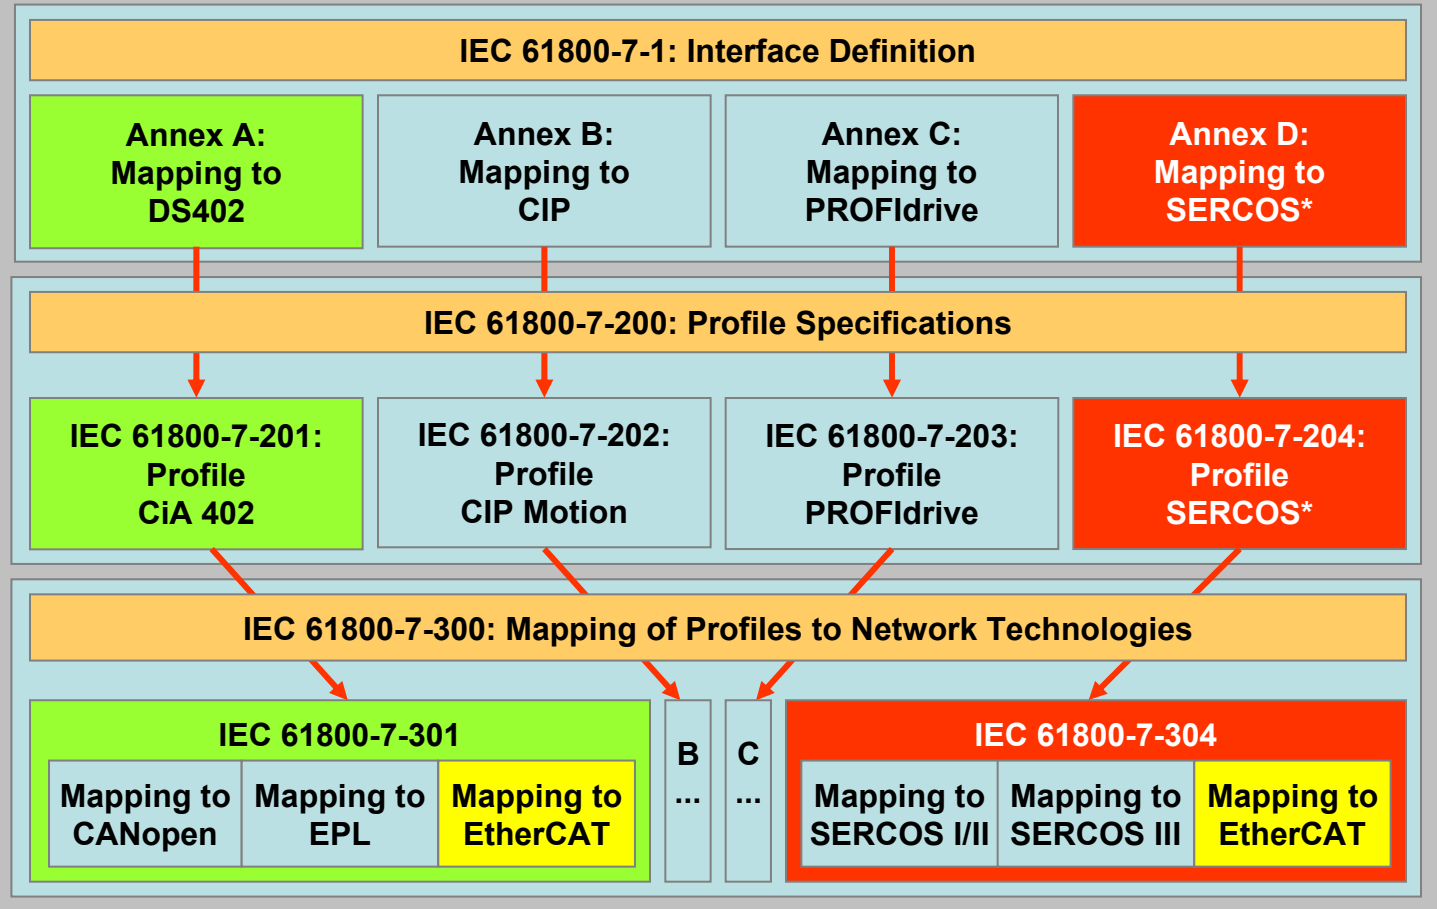 IEC 61800-7-1: Interface Definition
Annex A:
Mapping to
DS402
Annex B:
Mapping to
CIP
Annex C:
Mapping to
PROFIdrive
Annex D:
Mapping to
SERCOS*
IEC 61800-7-200: Profile Specifications
IEC 61800-7-201:
Profile
CiA 402
IEC 61800-7-202:
Profile
CIP Motion
IEC 61800-7-203:
Profile
PROFIdrive
IEC 61800-7-204:
Profile
SERCOS*
IEC 61800-7-300: Mapping of Profiles to Network Technologies
IEC 61800-7-301
Mapping to
CANopen
Mapping to
EPL
Mapping to
EtherCAT
B
...
C
...
IEC 61800-7-304
Mapping to
SERCOS I/II
Mapping to
SERCOS III
Mapping to
EtherCAT